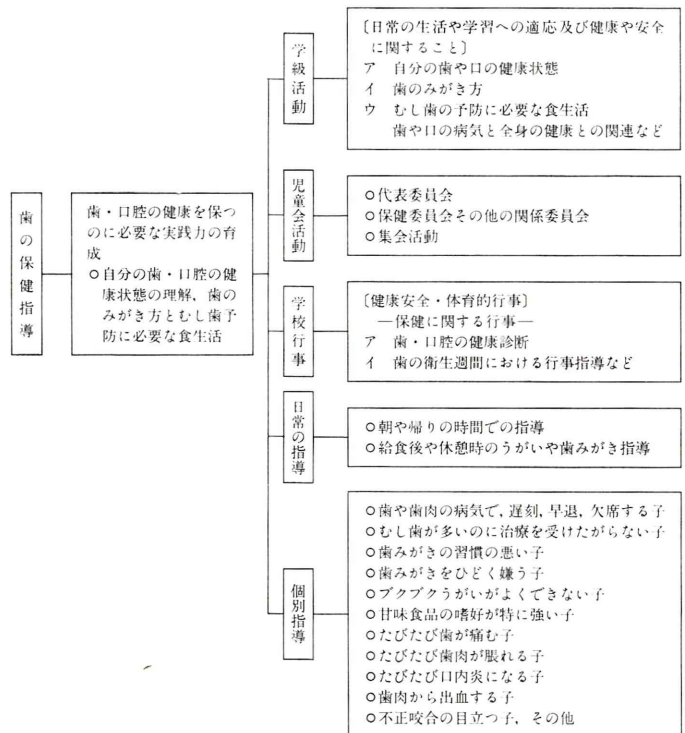 歯の保健指導
歯・口腔の健康を保つ
のに必要な実践力の育
成
○自分の歯・口腔の健
康状態の理解，歯の
みがき方とむし歯予
防に必要な食生活
学級活動
〔日常の生活や学習への適応及び健康や安全
に関すること〕
ア　自分の歯や口の健康状態
イ　歯のみがき方
ウ　むし歯の予防に必要な食生活
歯や口の病気と全身の健康との関連など
児童会活動
○代表委員会
○保健委員会その他の関係委員会
○集会活動
学校行事
〔健康安全・体育的行事〕
―保健に関する行事―
ア　歯・口腔の健康診断
イ　歯の衛生週間における行事指導など
日常の指導
○朝や帰りの時間での指導
○給食後や休憩時のうがいや歯みがき指導
個別指導
○歯や歯肉の病気で，遅刻，早退，欠席する子
○むし歯が多いのに治療を受けたがらない子
○歯みがきの習慣の悪い子
○歯みがきをひどく嫌う子
○ブクブクうがいがよくできない子
○甘味食品の嗜好が特に強い子
○たびたび歯が痛む子
○たびたび歯肉が脹れる子
○たびたび口内炎になる子
○歯肉から出血する子
○不正咬合の目立つ子，その他